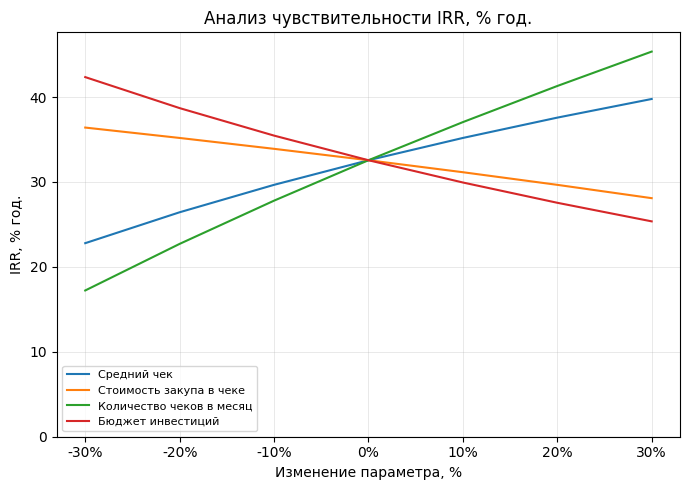 Анализ чувствительности IRR, % год.
IRR, % год.
40
30
20
10
0
Средний чек
Стоимость закупа в чеке
Количество чеков в месяц
Бюджет инвестиций
-30% -20% -10% 0% 10% 20% 30%
Изменение параметра, %